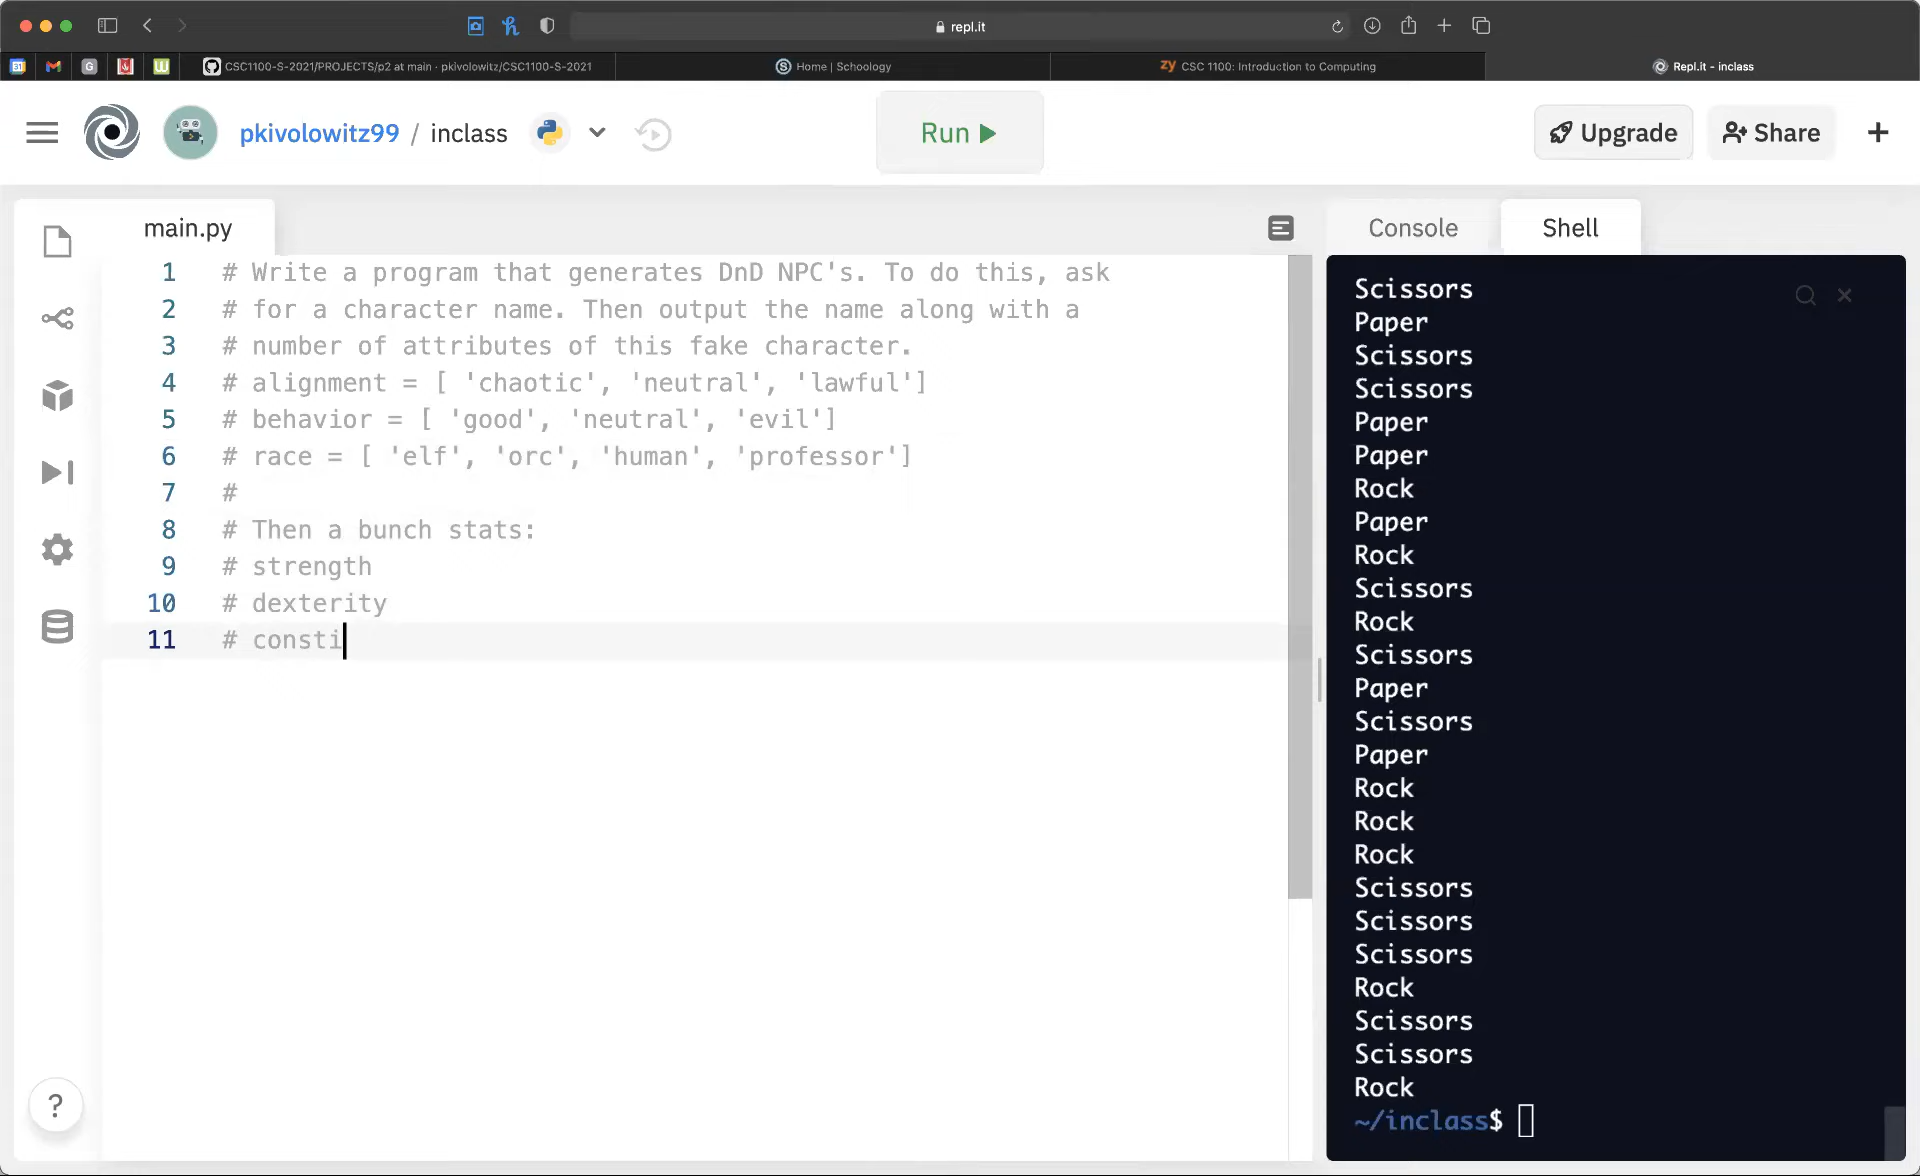 repl.it
31
G
W
CSC1100-S-2021/PROJECTS/p2 at main · pkivolowitz/CSC1100-S-2021
S Home | Schoology
zy CSC 1100: Introduction to Computing
Repl.it - inclass
pkivolowitz99 / inclass
Run
Upgrade
Share
+
main.py
1 # Write a program that generates DnD NPC's. To do this, ask
2 # for a character name. Then output the name along with a
3 # number of attributes of this fake character.
4 # alignment = [ 'chaotic', 'neutral', 'lawful']
5 # behavior = [ 'good', 'neutral', 'evil']
6 # race = [ 'elf', 'orc', 'human', 'professor']
7 #
8 # Then a bunch stats:
9 # strength
10 # dexterity
11 # consti
?
Console
Shell
Scissors
Paper
Scissors
Scissors
Paper
Paper
Rock
Paper
Rock
Scissors
Rock
Scissors
Paper
Scissors
Paper
Rock
Rock
Rock
Scissors
Scissors
Scissors
Rock
Scissors
Scissors
Rock
~/inclass$